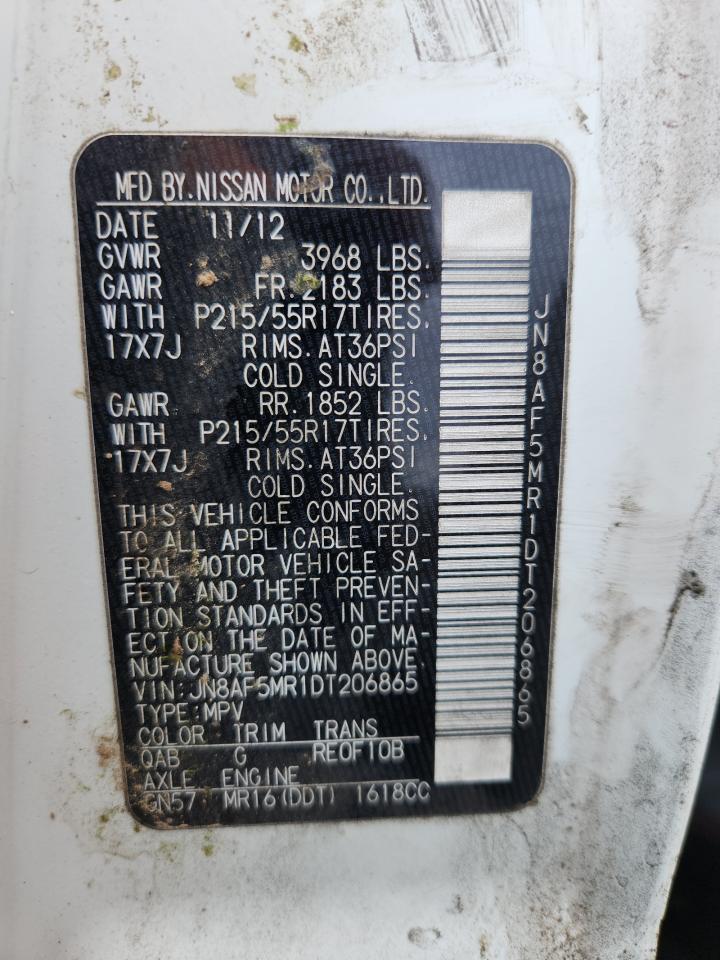 MFD BY.NISSAN MOTOR CO.,LTD.
DATE 11/12
GVWR 3968 LBS.
GAWR FR.2183 LBS.
WITH P215/55R17TIRES,
17X7J RIMS.AT36PSI
COLD SINGLE.
GAWR RR.1852 LBS.
WITH P215/55R17TIRES,
17X7J RIMS.AT36PSI
COLD SINGLE.
THIS VEHICLE CONFORMS
TO ALL APPLICABLE FED-
ERAL MOTOR VEHICLE SA-
FETY AND THEFT PREVEN-
TION STANDARDS IN EFF-
ECT ON THE DATE OF MA-
NUFACTURE SHOWN ABOVE.
VIN:JN8AF5MR1DT206865
TYPE:MPV
COLOR TRIM TRANS
QAB G RE0F10B
AXLE ENGINE
GN57 MR16(DDT) 1618CC
JN8AF5MR1DT206865